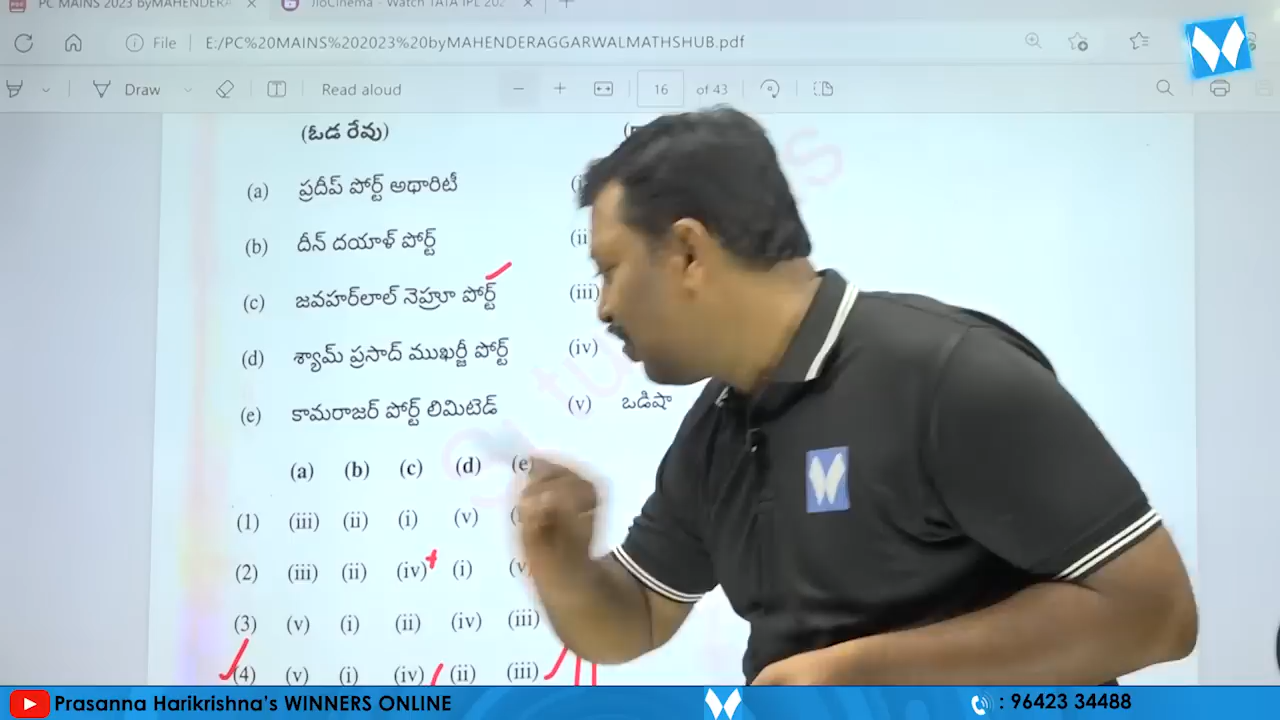 PC MAINS 2023 byMAHENDERA
JioCinema - Watch TATA IPL 202
File E:/PC%20MAINS%202023%20byMAHENDERAGGARWALMATHSHUB.pdf
Draw Read aloud 16 of 43
(ఓడ రేవు)
(a) ప్రదీప్ పోర్ట్ అథారిటీ
(b) దీన్ దయాళ్ పోర్ట్ (ii)
(c) జవహర్‌లాల్ నెహ్రూ పోర్ట్ (iii)
(d) శ్యామ్ ప్రసాద్ ముఖర్జీ పోర్ట్ (iv)
(e) కామరాజర్ పోర్ట్ లిమిటెడ్ (v) ఒడిషా
(a) (b) (c) (d) (e)
(1) (iii) (ii) (i) (v)
(2) (iii) (ii) (iv) (i) (v)
(3) (v) (i) (ii) (iv) (iii)
(4) (v) (i) (iv) (ii) (iii)
Prasanna Harikrishna's WINNERS ONLINE : 96423 34488